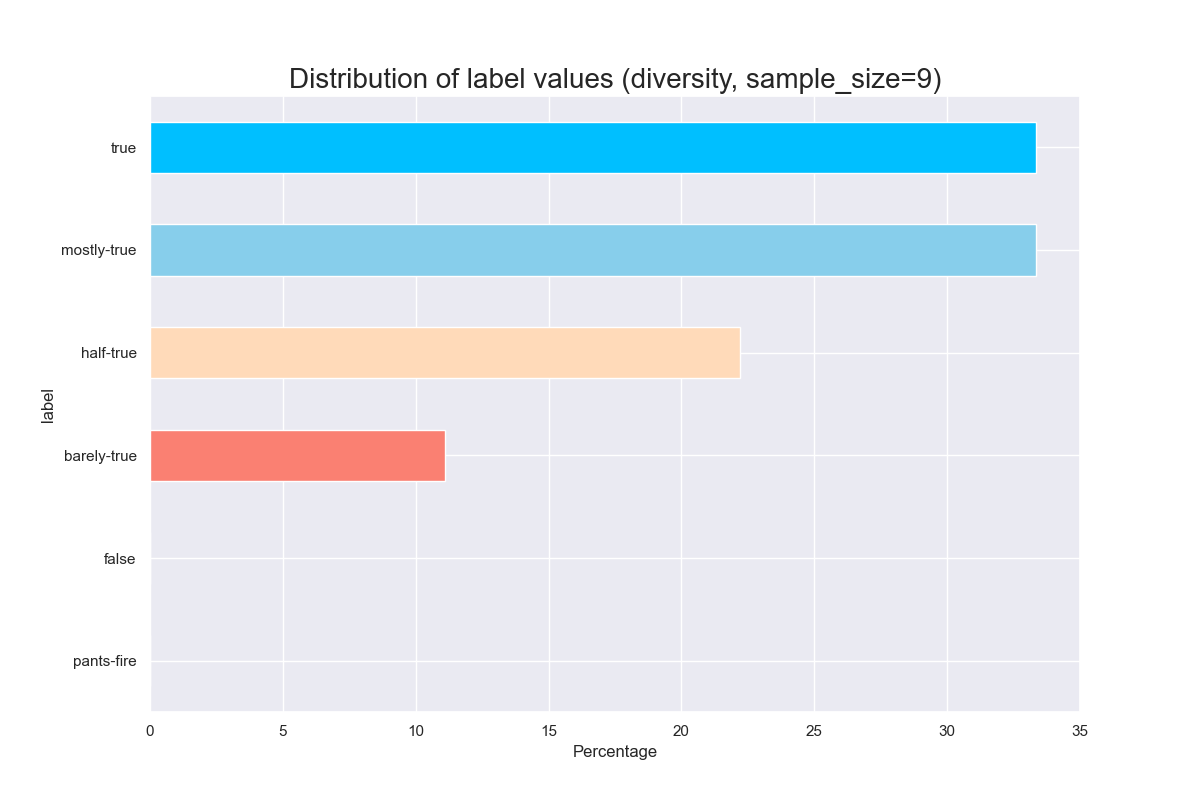 Distribution of label values (diversity, sample_size=9)
true
mostly-true
half-true
label
barely-true
false
pants-fire
0 5 10 15 20 25 30 35
Percentage